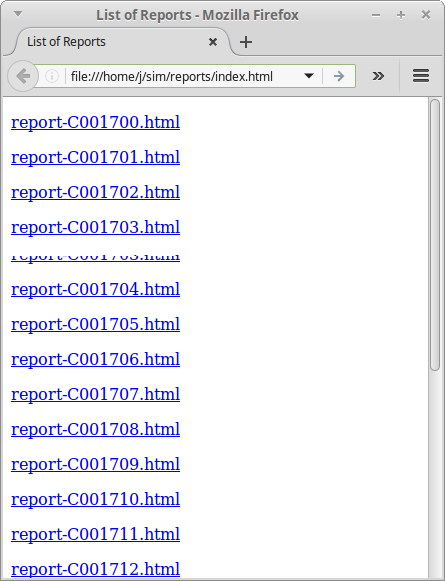 List of Reports - Mozilla Firefox
List of Reports
file:///home/j/sim/reports/index.html
report-C001700.html
report-C001701.html
report-C001702.html
report-C001703.html
report-C001704.html
report-C001705.html
report-C001706.html
report-C001707.html
report-C001708.html
report-C001709.html
report-C001710.html
report-C001711.html
report-C001712.html